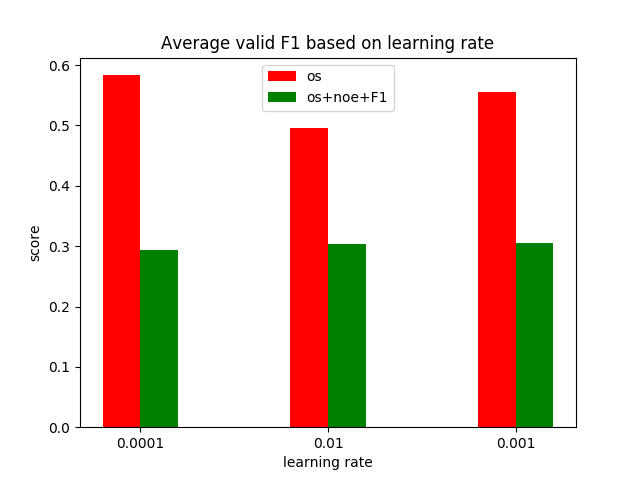 Average valid F1 based on learning rate
os
os+noe+F1
score
0.6
0.5
0.4
0.3
0.2
0.1
0.0
0.0001
0.01
0.001
learning rate